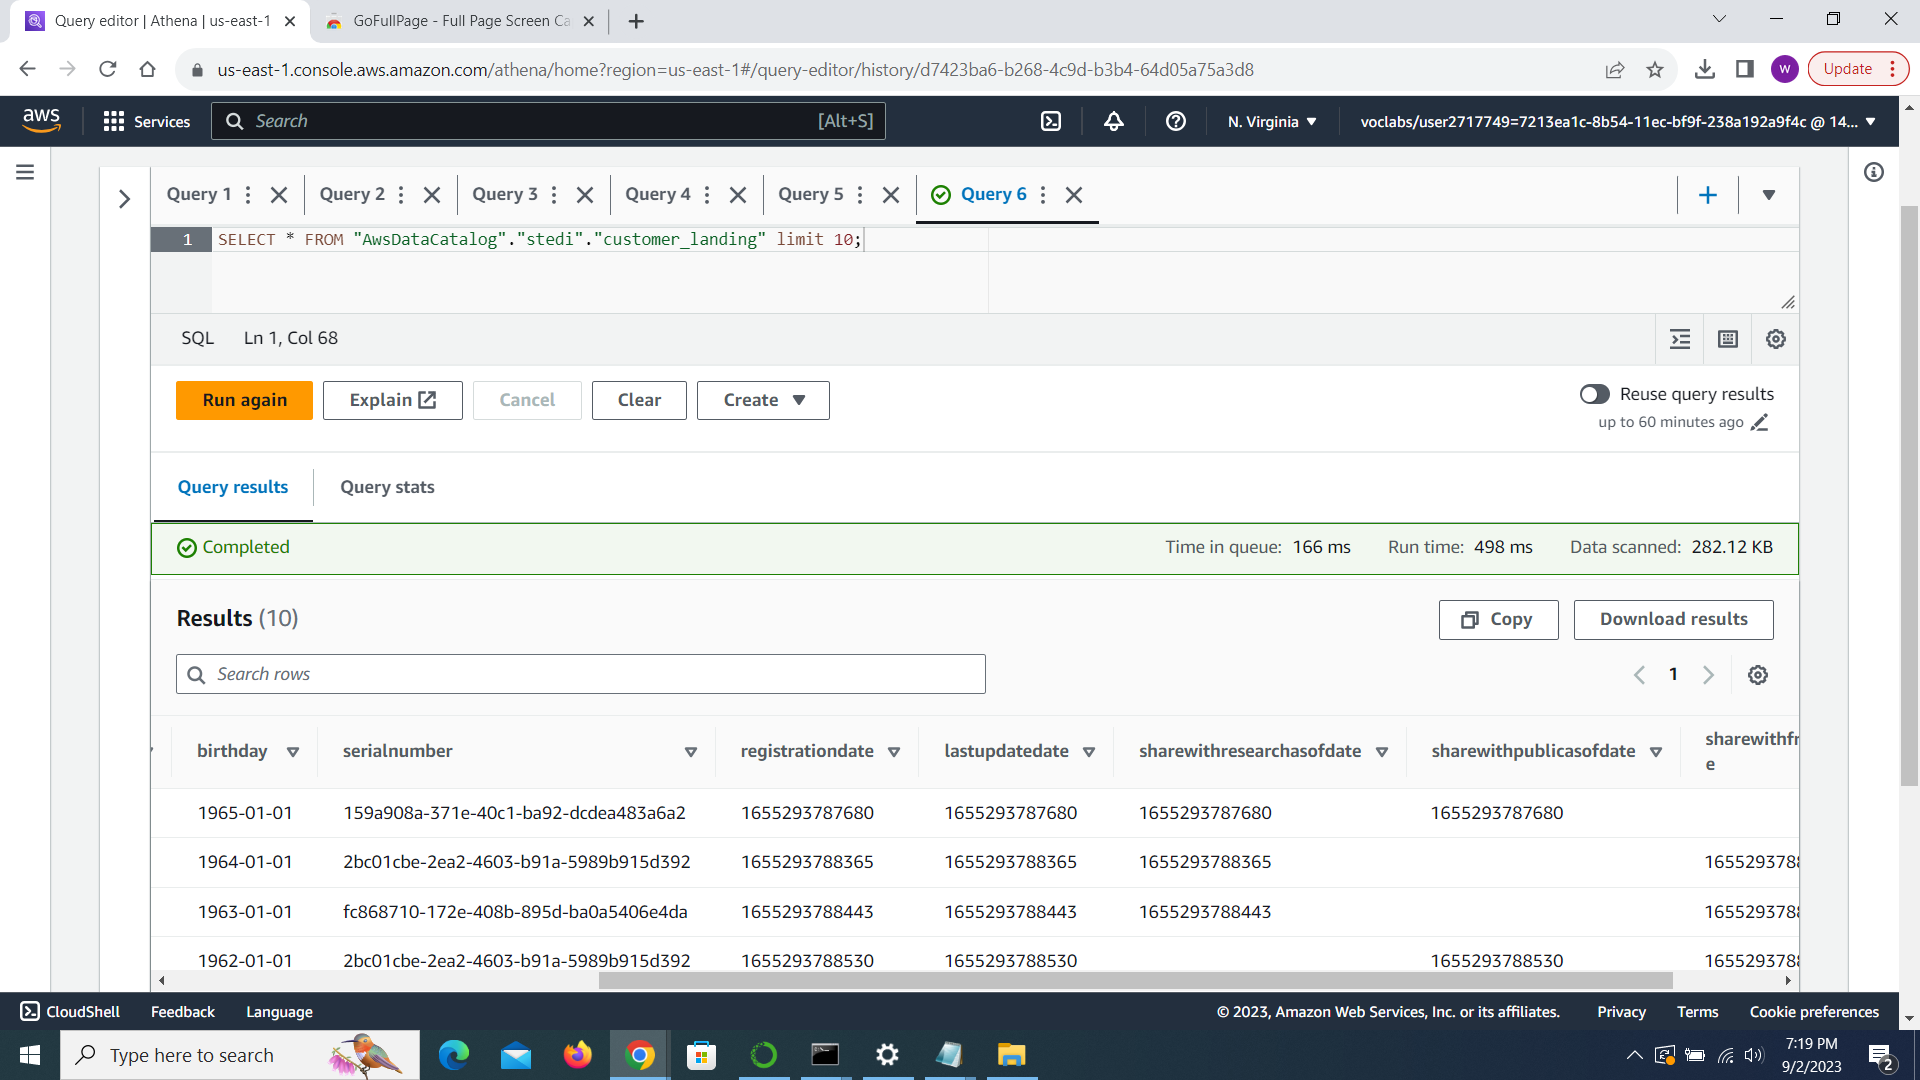 Query editor | Athena | us-east-1
GoFullPage - Full Page Screen Ca
us-east-1.console.aws.amazon.com/athena/home?region=us-east-1#/query-editor/history/d7423ba6-b268-4c9d-b3b4-64d05a75a3d8
W
Update
aws
Services
Search
[Alt+S]
N. Virginia
voclabs/user2717749=7213ea1c-8b54-11ec-bf9f-238a192a9f4c @ 14...
Query 1
Query 2
Query 3
Query 4
Query 5
Query 6
1 SELECT * FROM "AwsDataCatalog"."stedi"."customer_landing" limit 10;
SQL Ln 1, Col 68
Run again
Explain
Cancel
Clear
Create
Reuse query results
up to 60 minutes ago
Query results
Query stats
Completed
Time in queue: 166 ms Run time: 498 ms Data scanned: 282.12 KB
Results (10)
Copy
Download results
Search rows
1
birthday serialnumber registrationdate lastupdatedate sharewithresearchasofdate sharewithpublicasofdate sharewithfr
e
1965-01-01 159a908a-371e-40c1-ba92-dcdea483a6a2 1655293787680 1655293787680 1655293787680 1655293787680
1964-01-01 2bc01cbe-2ea2-4603-b91a-5989b915d392 1655293788365 1655293788365 1655293788365 165529378
1963-01-01 fc868710-172e-408b-895d-ba0a5406e4da 1655293788443 1655293788443 1655293788443 165529378
1962-01-01 2bc01cbe-2ea2-4603-b91a-5989b915d392 1655293788530 1655293788530 1655293788530 165529378
CloudShell Feedback Language
© 2023, Amazon Web Services, Inc. or its affiliates. Privacy Terms Cookie preferences
Type here to search
7:19 PM
9/2/2023
2